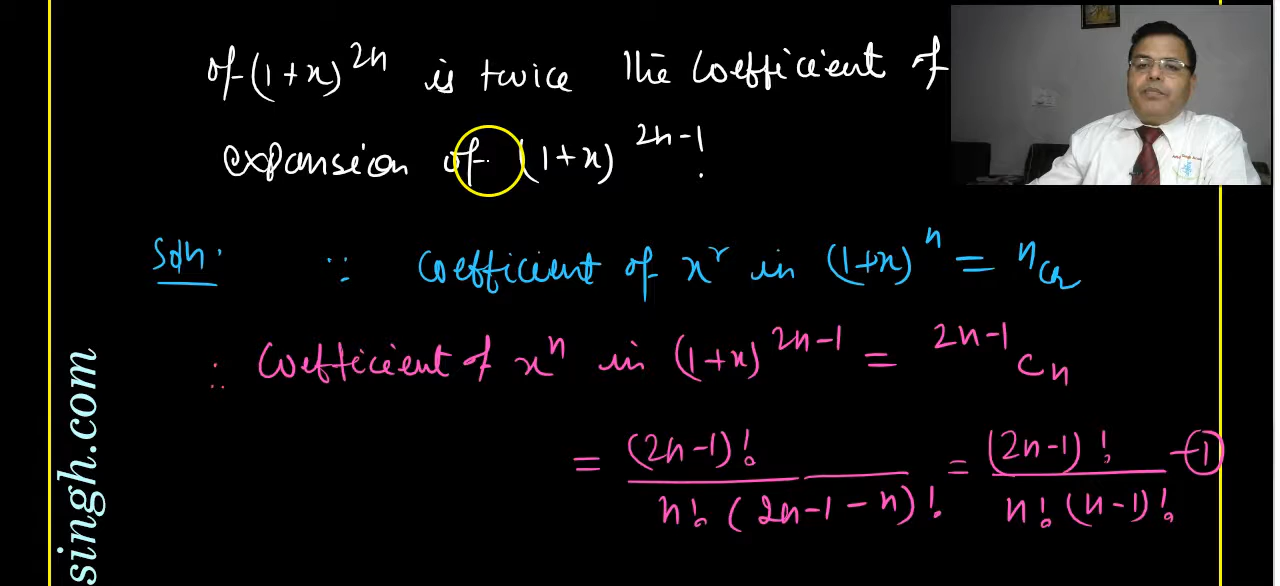 of (1+x)^2n is twice the coefficient of
expansion of (1+x)^2n-1.
Soln.
∵ coefficient of x^r in (1+x)^n = ^nCr
∴ Coefficient of x^n in (1+x)^2n-1 = ^2n-1Cn
= (2n-1)! / n! (2n-1-n)! = (2n-1)! / n! (n-1)! -①
singh.com